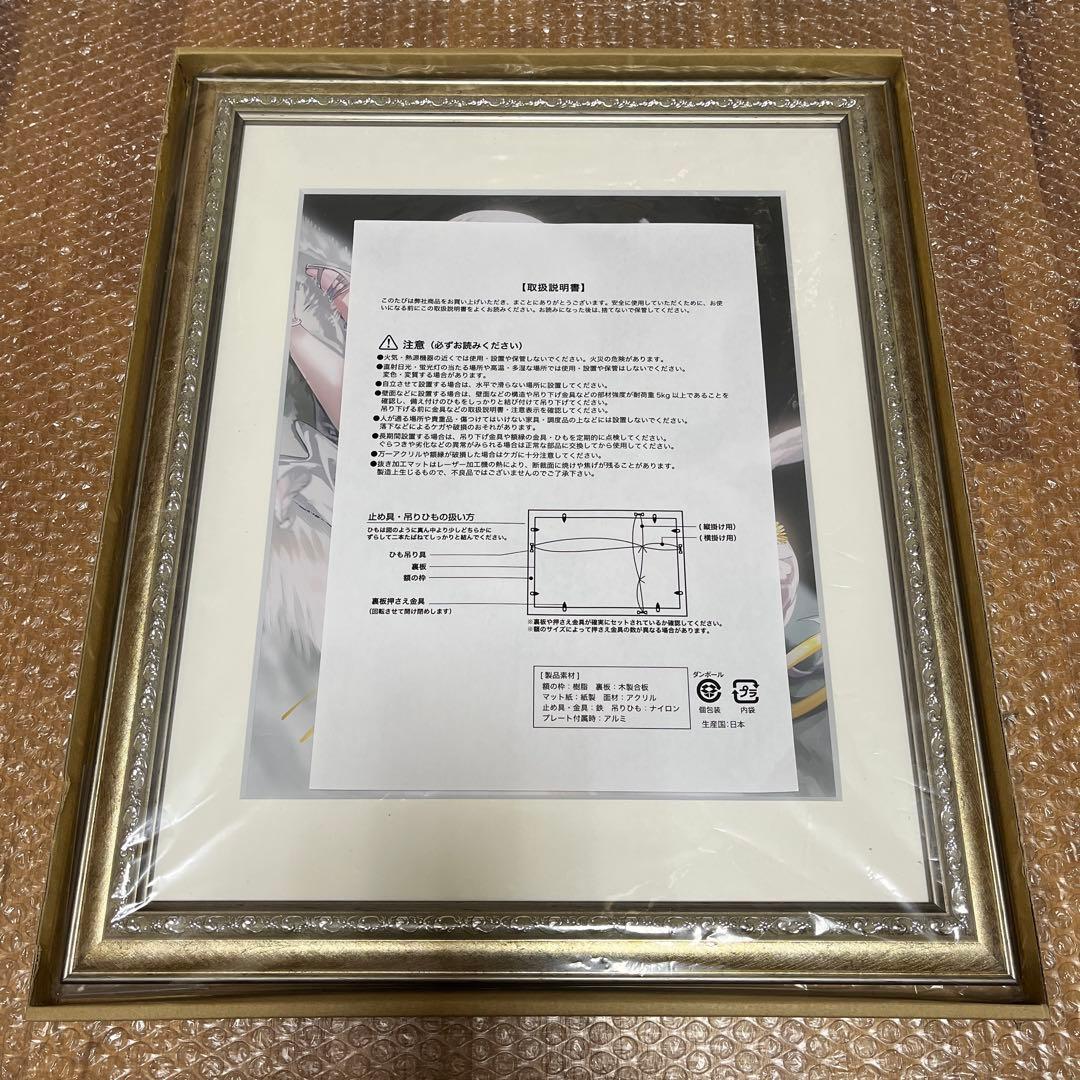 【取扱説明書】
このたびは弊社商品をお買い上げいただき、まことにありがとうございます。安全に使用していただくために、お使
いになる前にこの取扱説明書をよくお読みください。お読みになった後は、捨てないで保管してください。
注意（必ずお読みください）
●火気・熱源機器の近くでは使用・設置や保管しないでください。火災の危険があります。
●直射日光・蛍光灯の当たる場所や高温・多湿な場所では使用・設置や保管はしないでください。
変色・変質する場合があります。
●自立させて設置する場合は、水平で滑らない場所に設置してください。
●壁面などに設置する場合は、壁面などの構造や吊り下げ金具などの部材強度が耐荷重5kg以上であることを
確認し、備え付けのひもをしっかりと結び付けて吊り下げてください。
吊り下げる前に金具などの取扱説明書・注意表示を確認してください。
●人が通る場所や貴重品・傷つけてはいけない家具・調度品の上などには設置しないでください。
落下などによるケガや破損のおそれがあります。
●長期間設置する場合は、吊り下げ金具や額縁の金具・ひもを定期的に点検してください。
ぐらつきや劣化などの異常がみられる場合は正常な部品に交換してから使用してください。
●万一アクリルや額縁が破損した場合はケガに十分注意してください。
●抜き加工マットはレーザー加工機の熱により、断裁面に焼けや焦げが残ることがあります。
製造上生じるもので、不良品ではございませんのでご了承下さい。
止め具・吊りひもの扱い方
ひもは図のように真ん中より少しどちらかに
ずらして二本たばねてしっかりと結んでください。
ひも吊り具
裏板
額の枠
裏板押さえ金具
（回転させて開け閉めします）
（縦掛け用）
（横掛け用）
※裏板や押さえ金具が確実にセットされているか確認してください。
※額のサイズによって押さえ金具の数が異なる場合があります。
[製品素材]
額の枠：樹脂 裏板：木製合板
マット紙：紙製 面材：アクリル
止め具・金具：鉄 吊りひも：ナイロン
プレート付属時：アルミ
ダンボール
個包装
プラ
内袋
生産国：日本